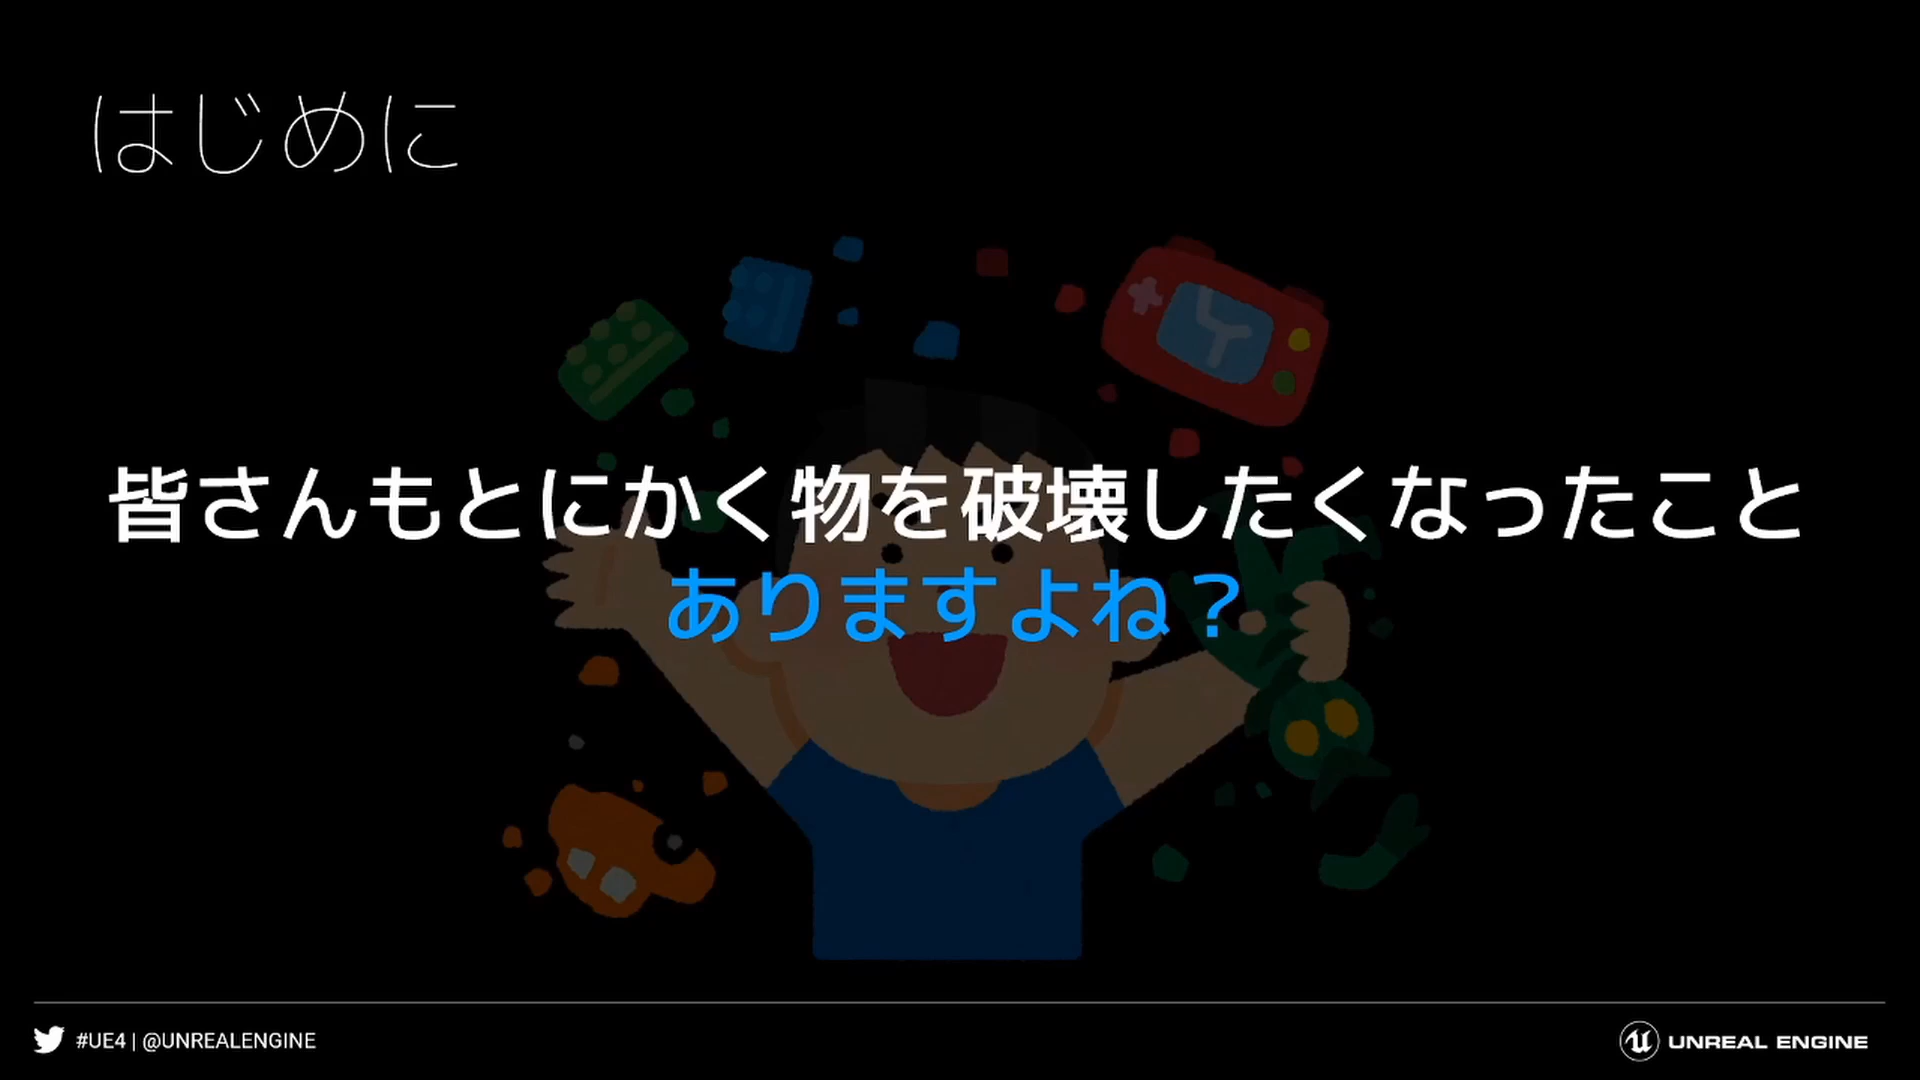 はじめに
皆さんもとにかく物を破壊したくなったこと
ありますよね？
#UE4 | @UNREALENGINE
UNREAL ENGINE